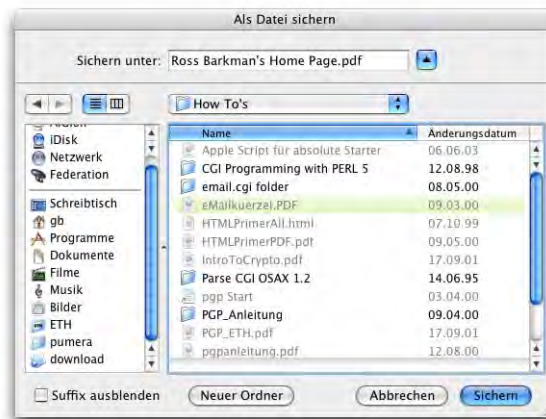 Als Datei sichern
Sichern unter: Ross Barkman's Home Page.pdf
How To's
iDisk
Netzwerk
Federation
Schreibtisch
gb
Programme
Dokumente
Filme
Musik
Bilder
ETH
pumera
download
Name Änderungsdatum
Apple Script für absolute Starter 06.06.03
CGI Programming with PERL 5 12.08.98
email.cgi folder 08.05.00
eMailkuerzel.PDF 09.03.00
HTMLPrimerAll.html 07.10.99
HTMLPrimerPDF.pdf 09.05.00
IntroToCrypto.pdf 17.09.01
Parse CGI OSAX 1.2 14.06.95
pgp Start 03.04.00
PGP_Anleitung 09.04.00
PGP_ETH.pdf 17.09.01
pgpanleitung.pdf 12.08.00
Suffix ausblenden
Neuer Ordner
Abbrechen
Sichern